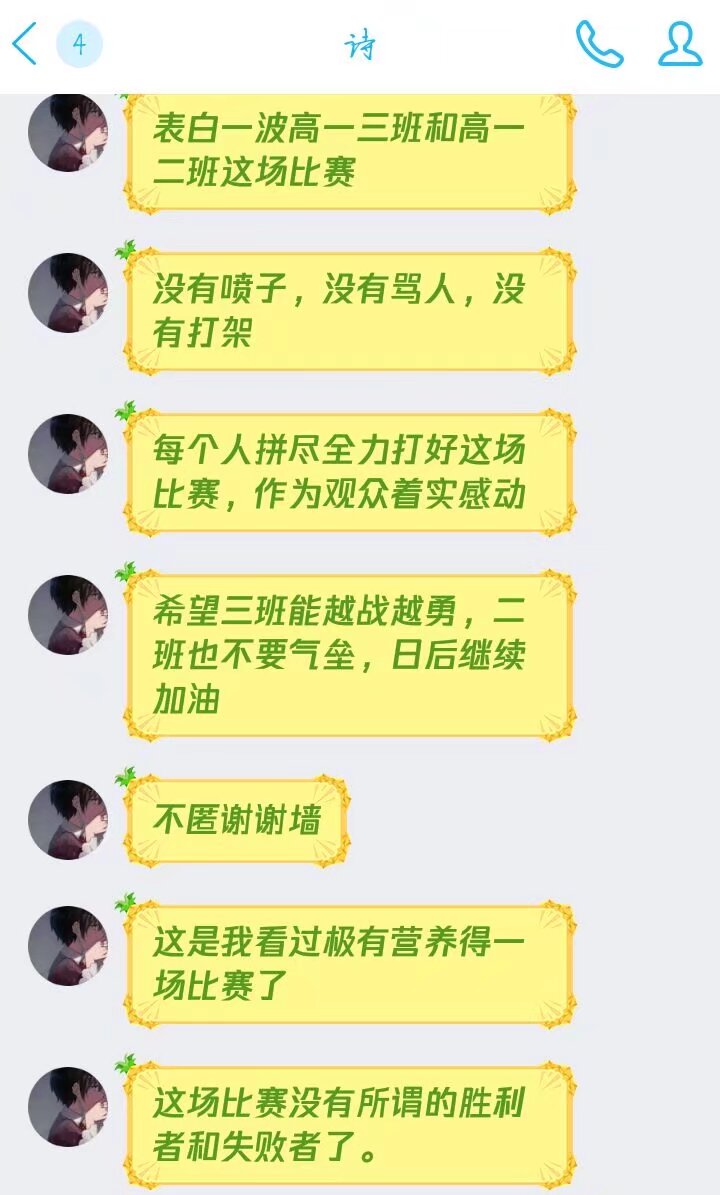 4
诗
表白一波高一三班和高一
二班这场比赛
没有喷子，没有骂人，没
有打架
每个人拼尽全力打好这场
比赛，作为观众着实感动
希望三班能越战越勇，二
班也不要气垒，日后继续
加油
不匿谢谢墙
这是我看过极有营养得一
场比赛了
这场比赛没有所谓的胜利
者和失败者了。